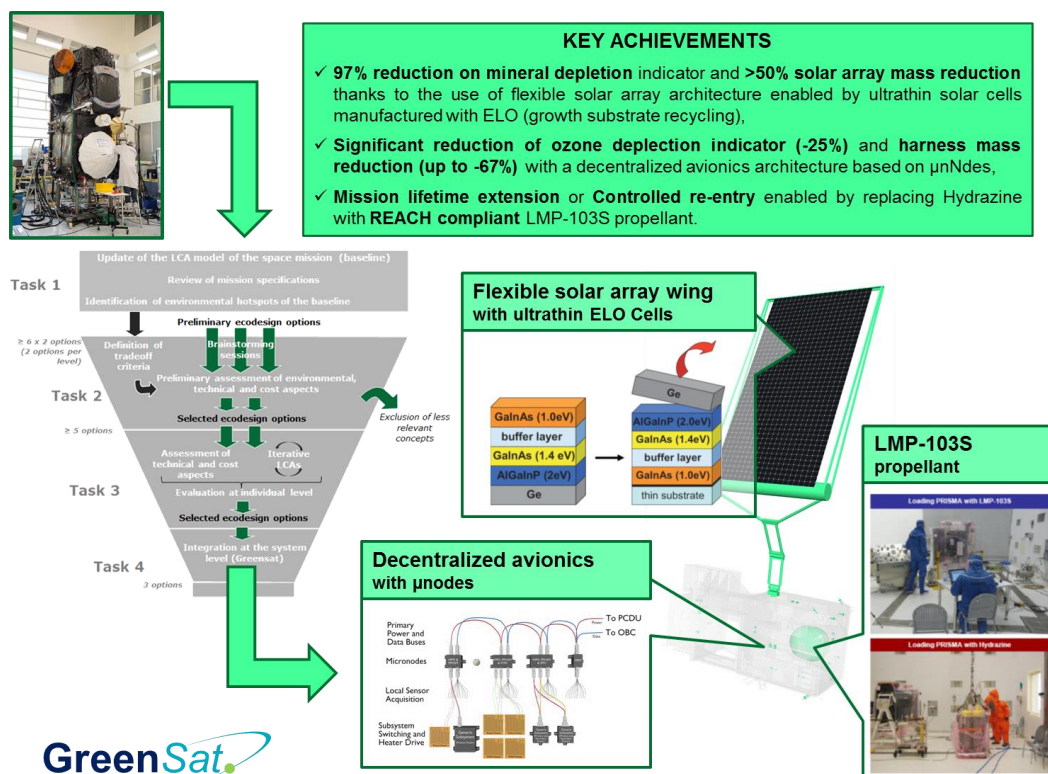 KEY ACHIEVEMENTS
✓ 97% reduction on mineral depletion indicator and >50% solar array mass reduction
thanks to the use of flexible solar array architecture enabled by ultrathin solar cells
manufactured with ELO (growth substrate recycling),
✓ Significant reduction of ozone deplection indicator (-25%) and harness mass
reduction (up to -67%) with a decentralized avionics architecture based on µnNdes,
✓ Mission lifetime extension or Controlled re-entry enabled by replacing Hydrazine
with REACH compliant LMP-103S propellant.
Task 1
Update of the LCA model of the space mission (baseline)
Review of mission specifications
Identification of environmental hotspots of the baseline
Preliminary ecodesign options
≥ 6 x 2 options
(2 options per
level)
Definition of
tradeoff
criteria
Brainstorming
sessions
Task 2
Preliminary assessment of environmental,
technical and cost aspects
Selected ecodesign options
Exclusion of less
relevant
concepts
≥ 5 options
Assessment of
technical and cost
aspects
Iterative
LCAs
Task 3
Evaluation at individual level
Selected ecodesign options
Integration at the system
level (Greensat)
Task 4
3 options
Flexible solar array wing
with ultrathin ELO Cells
GaInAs (1.0eV)
buffer layer
GaInAs (1.4 eV)
AlGaInP (2eV)
Ge
Ge
AlGaInP (2.0eV)
GaInAs (1.4eV)
buffer layer
GaInAs (1.0eV)
thin substrate
LMP-103S
propellant
Loading PRISMA with LMP-103S
Loading PRISMA with Hydrazine
Decentralized avionics
with µnodes
Primary
Power and
Data Buses
Power
To PCDU
Data
To OBC
Micronodes
Local Sensor
Acquisition
Subsystem
Switching and
Heater Drive
Generic
Subsystem
GreenSat